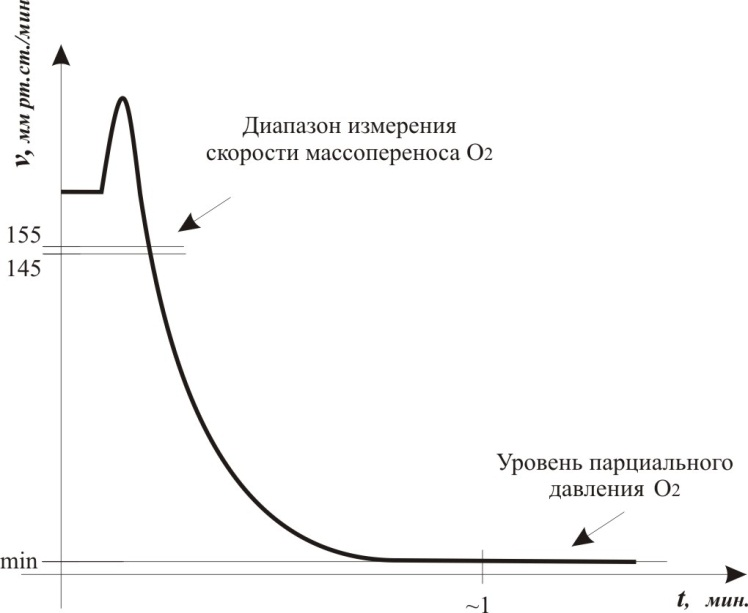 v, мм рт.ст./мин
Диапазон измерения
скорости массопереноса O2
155
145
Уровень парциального
давления O2
min
~1
t, мин.